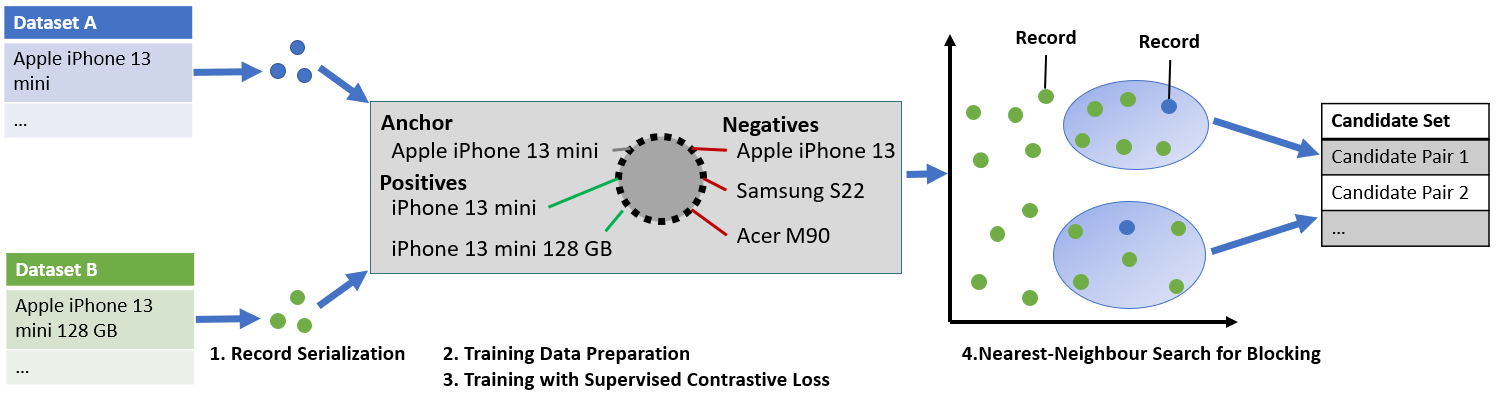 Dataset A
Apple iPhone 13
mini
...
Dataset B
Apple iPhone 13
mini 128 GB
...
1. Record Serialization
Anchor
Apple iPhone 13 mini
Positives
iPhone 13 mini
iPhone 13 mini 128 GB
Negatives
Apple iPhone 13
Samsung S22
Acer M90
2. Training Data Preparation
3. Training with Supervised Contrastive Loss
Record
Record
4.Nearest-Neighbour Search for Blocking
Candidate Set
Candidate Pair 1
Candidate Pair 2
...